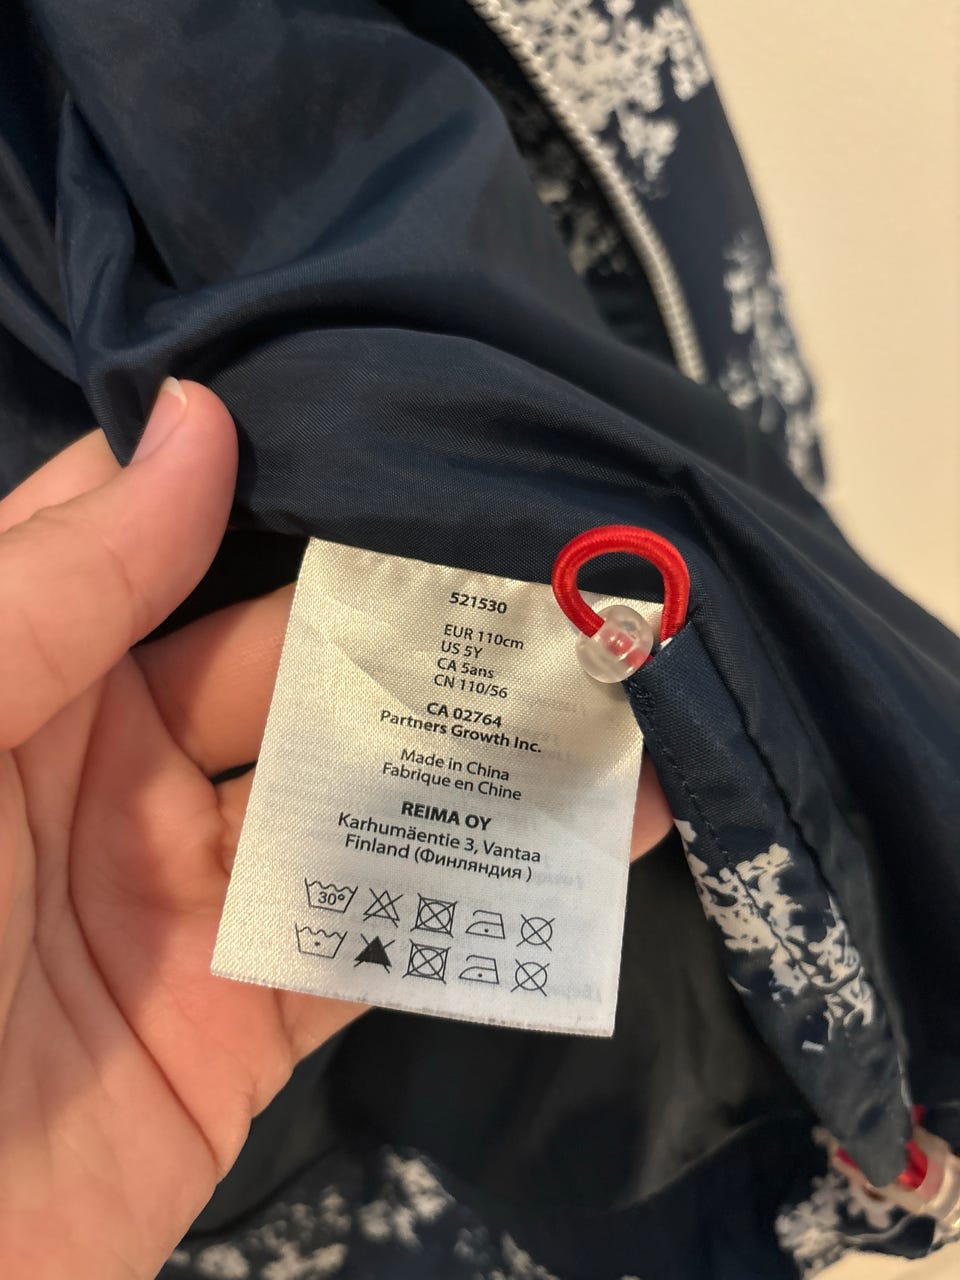 521530
EUR 110cm
US 5Y
CA 5ans
CN 110/56
CA 02764
Partners Growth Inc.
Made in China
Fabrique en Chine
REIMA OY
Karhumäentie 3, Vantaa
Finland (Финляндия )
30°